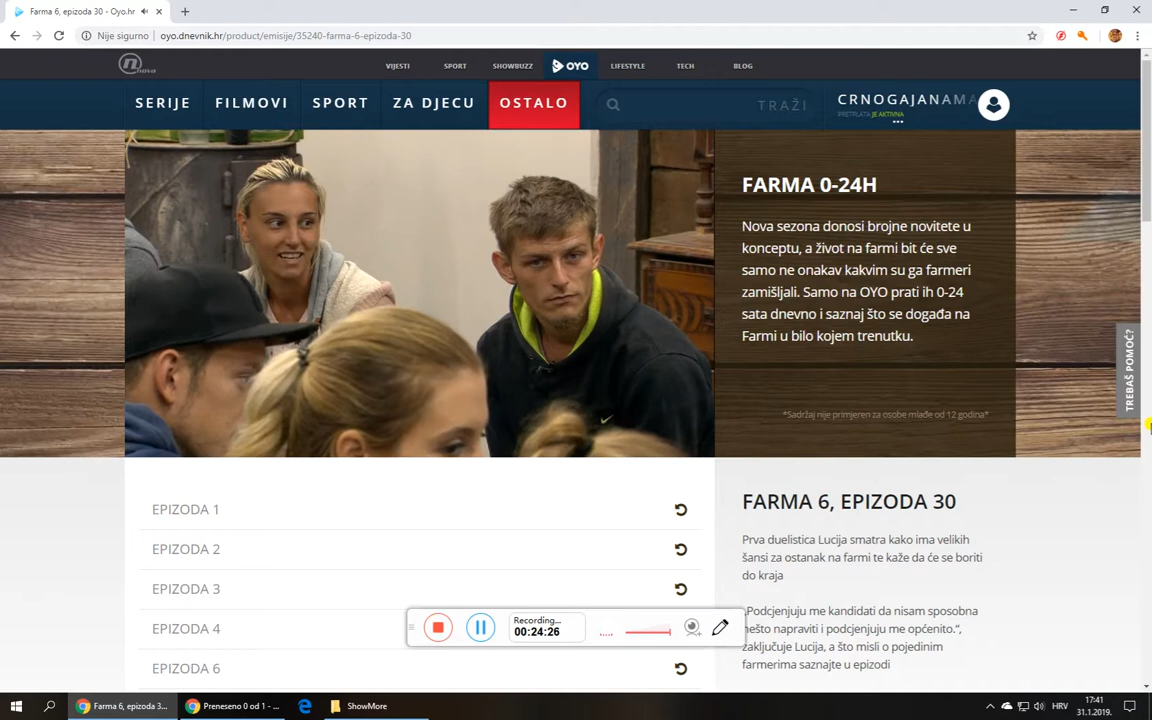 Farma 6, epizoda 30 - Oyo.hr
Nije sigurno
oyo.dnevnik.hr/product/emisije/35240-farma-6-epizoda-30
nova
VIJESTI SPORT SHOWBUZZ OYO LIFESTYLE TECH BLOG
SERIJE FILMOVI SPORT ZA DJECU OSTALO TRAŽI CRNOGAJANAMA
PRETPLATA JE AKTIVNA
FARMA 0-24H
Nova sezona donosi brojne novitete u
konceptu, a život na farmi bit će sve
samo ne onakav kakvim su ga farmeri
zamišljali. Samo na OYO prati ih 0-24
sata dnevno i saznaj što se događa na
Farmi u bilo kojem trenutku.
*Sadržaj nije primjeren za osobe mlađe od 12 godina*
TREBAŠ POMOĆ?
EPIZODA 1
EPIZODA 2
EPIZODA 3
EPIZODA 4
EPIZODA 6
FARMA 6, EPIZODA 30
Prva duelistica Lucija smatra kako ima velikih
šansi za ostanak na farmi te kaže da će se boriti
do kraja
„Podcjenjuju me kandidati da nisam sposobna
nešto napraviti i podcjenjuju me općenito.“,
zaključuje Lucija, a što misli o pojedinim
farmerima saznajte u epizodi
Recording...
00:24:26
Farma 6, epizoda 3...
Preneseno 0 od 1 - ...
ShowMore
HRV
17:41
31.1.2019.